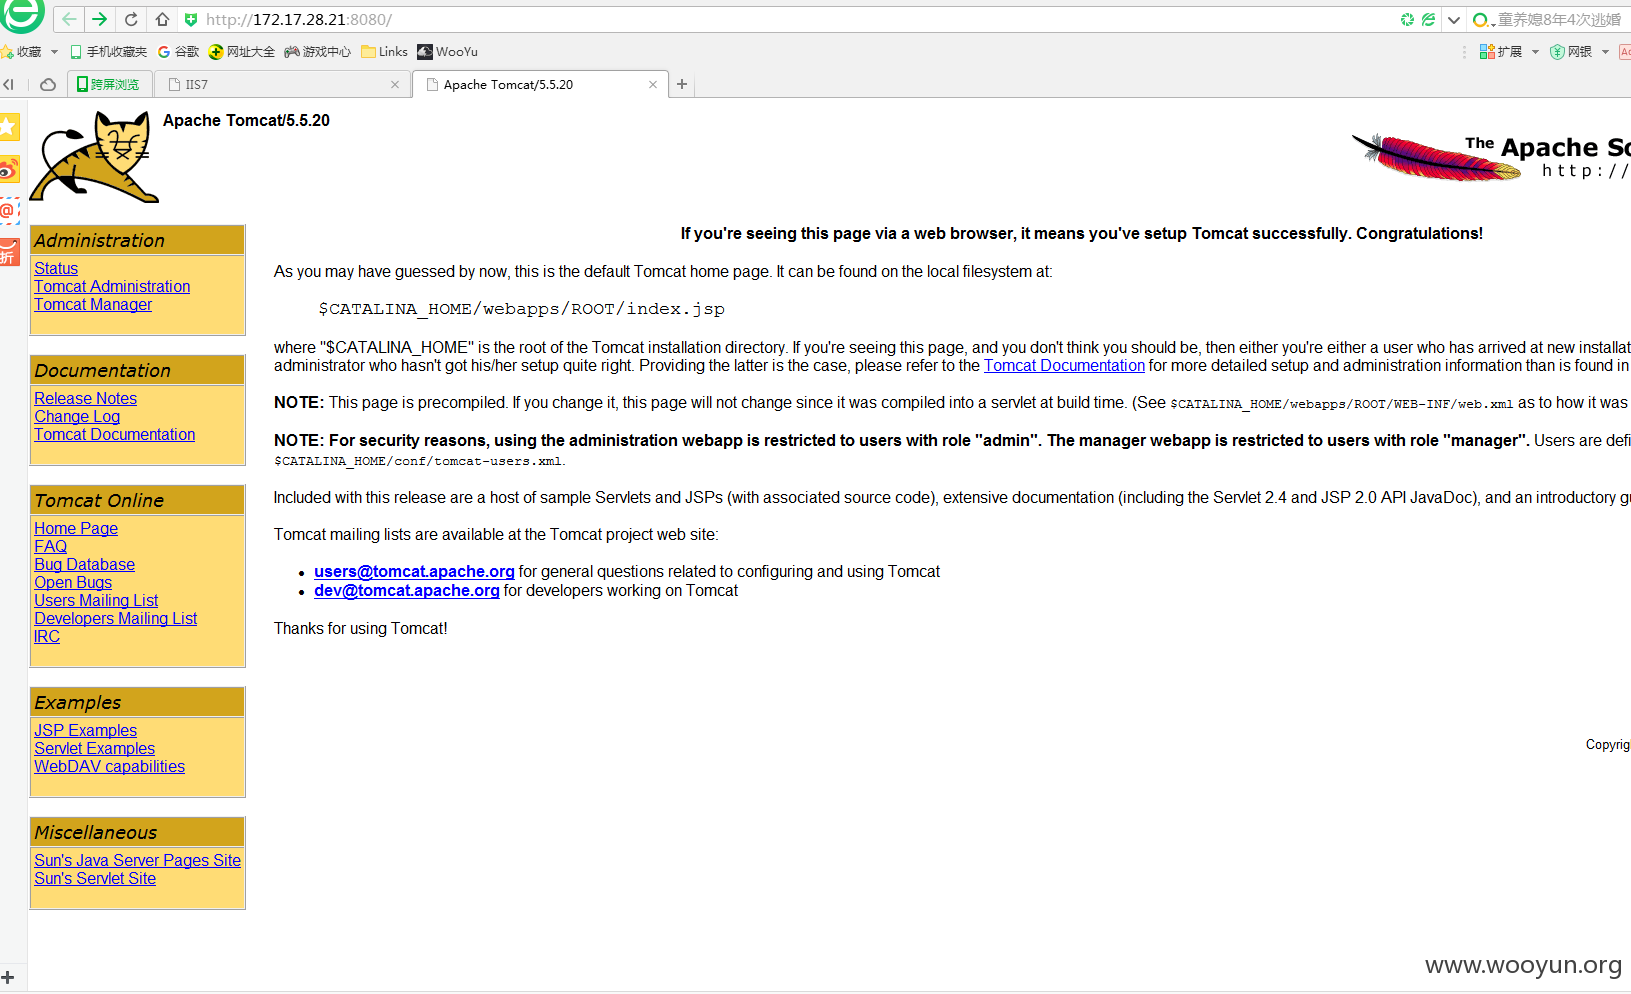 http://172.17.28.21:8080/
童养媳8年4次逃婚
收藏 手机收藏夹 谷歌 网址大全 游戏中心 Links WooYu
扩展 网银
跨屏浏览 IIS7 Apache Tomcat/5.5.20
Apache Tomcat/5.5.20
The Apache So
http://
Administration
Status
Tomcat Administration
Tomcat Manager
Documentation
Release Notes
Change Log
Tomcat Documentation
Tomcat Online
Home Page
FAQ
Bug Database
Open Bugs
Users Mailing List
Developers Mailing List
IRC
Examples
JSP Examples
Servlet Examples
WebDAV capabilities
Miscellaneous
Sun's Java Server Pages Site
Sun's Servlet Site
If you're seeing this page via a web browser, it means you've setup Tomcat successfully. Congratulations!
As you may have guessed by now, this is the default Tomcat home page. It can be found on the local filesystem at:
$CATALINA_HOME/webapps/ROOT/index.jsp
where "$CATALINA_HOME" is the root of the Tomcat installation directory. If you're seeing this page, and you don't think you should be, then either you're either a user who has arrived at new installat
administrator who hasn't got his/her setup quite right. Providing the latter is the case, please refer to the Tomcat Documentation for more detailed setup and administration information than is found in
NOTE: This page is precompiled. If you change it, this page will not change since it was compiled into a servlet at build time. (See $CATALINA_HOME/webapps/ROOT/WEB-INF/web.xml as to how it was
NOTE: For security reasons, using the administration webapp is restricted to users with role "admin". The manager webapp is restricted to users with role "manager". Users are defi
$CATALINA_HOME/conf/tomcat-users.xml.
Included with this release are a host of sample Servlets and JSPs (with associated source code), extensive documentation (including the Servlet 2.4 and JSP 2.0 API JavaDoc), and an introductory gu
Tomcat mailing lists are available at the Tomcat project web site:
users@tomcat.apache.org for general questions related to configuring and using Tomcat
dev@tomcat.apache.org for developers working on Tomcat
Thanks for using Tomcat!
Copyrig
www.wooyun.org